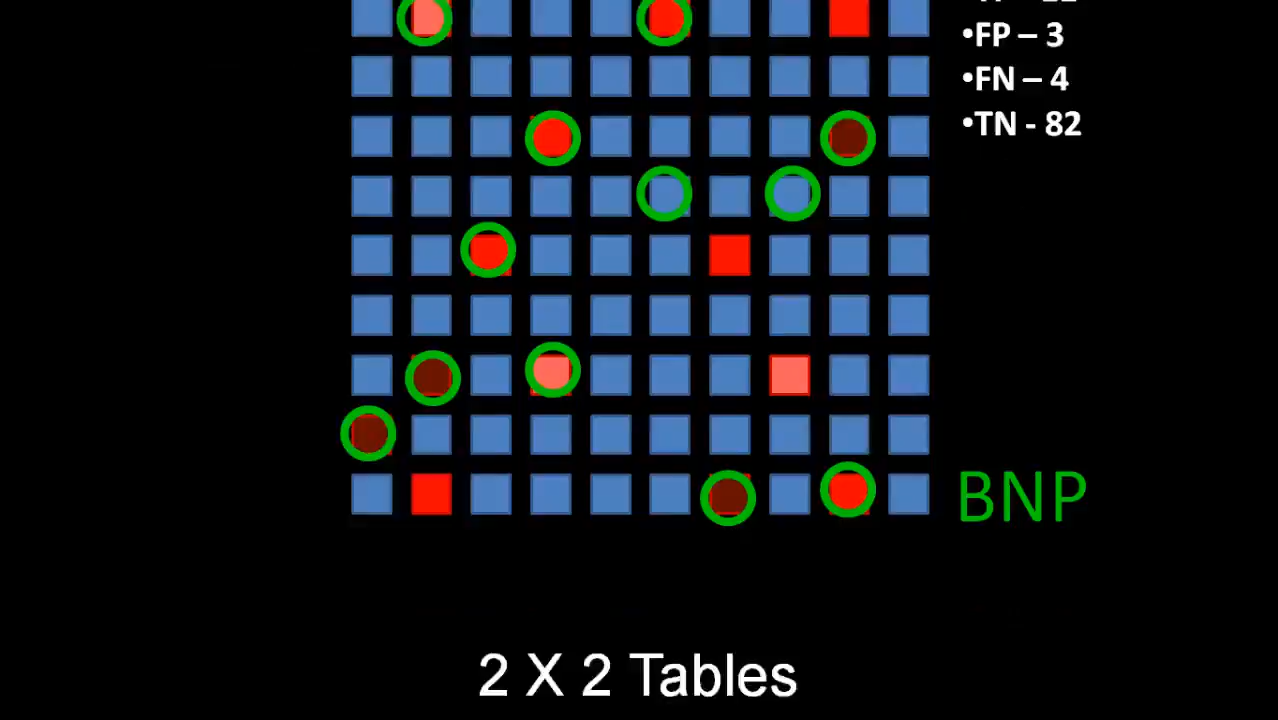 •FP – 3
•FN – 4
•TN - 82
BNP
2 X 2 Tables